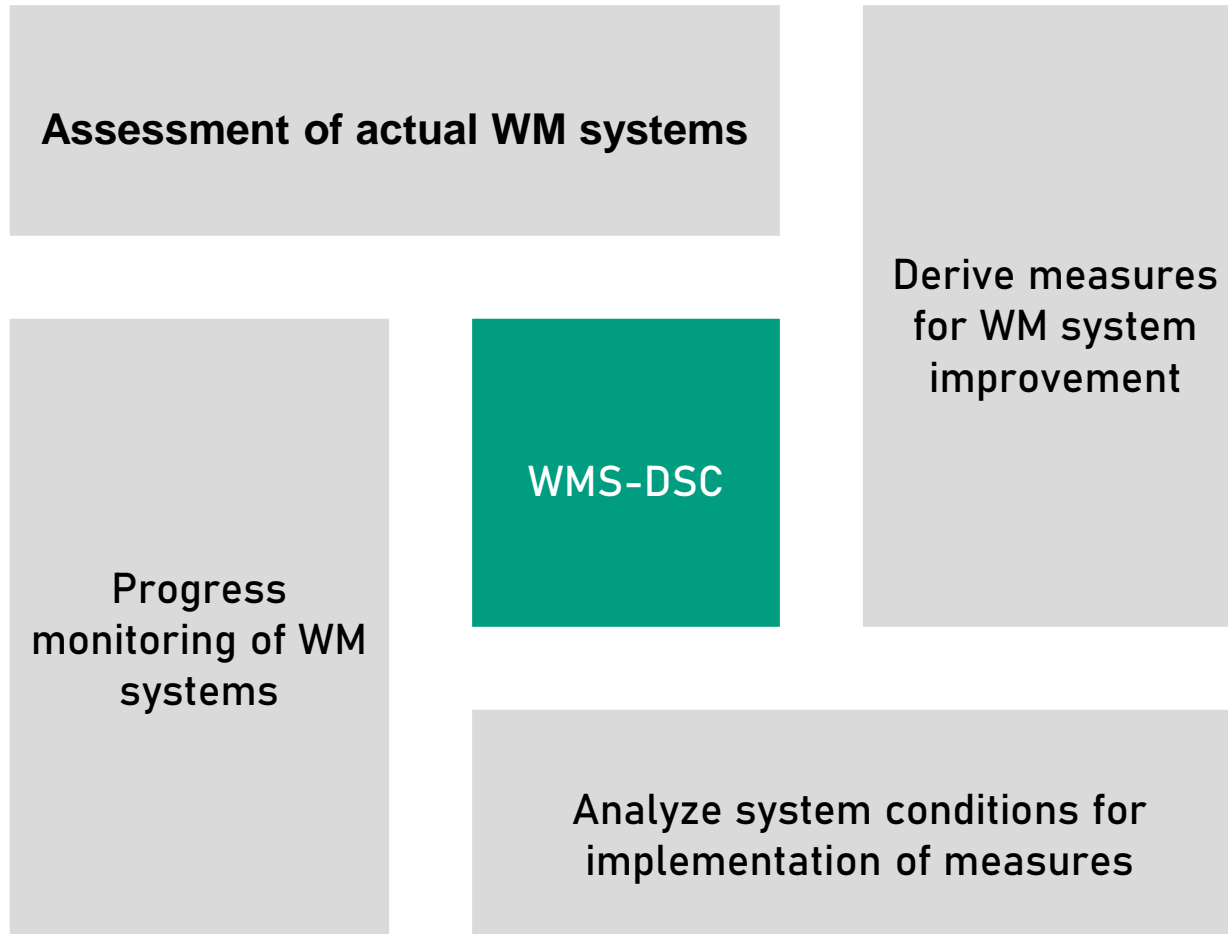 Assessment of actual WM systems
Derive measures
for WM system
improvement
WMS-DSC
Progress
monitoring of WM
systems
Analyze system conditions for
implementation of measures